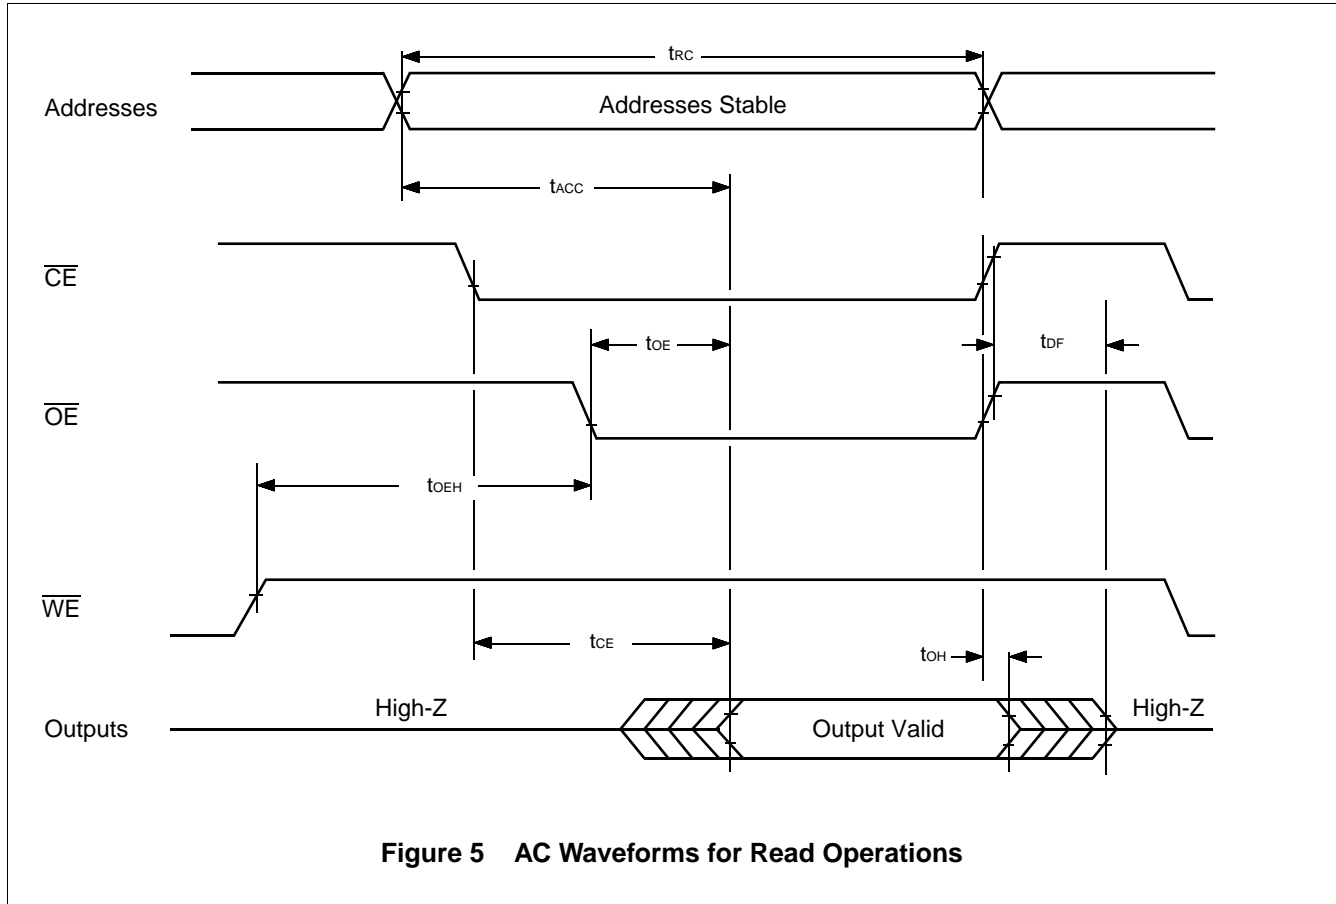 tRC
Addresses
Addresses Stable
tACC
CE
tOE
tDF
OE
tOEH
WE
tCE
tOH
High-Z
High-Z
Outputs
Output Valid
Figure 5 AC Waveforms for Read Operations